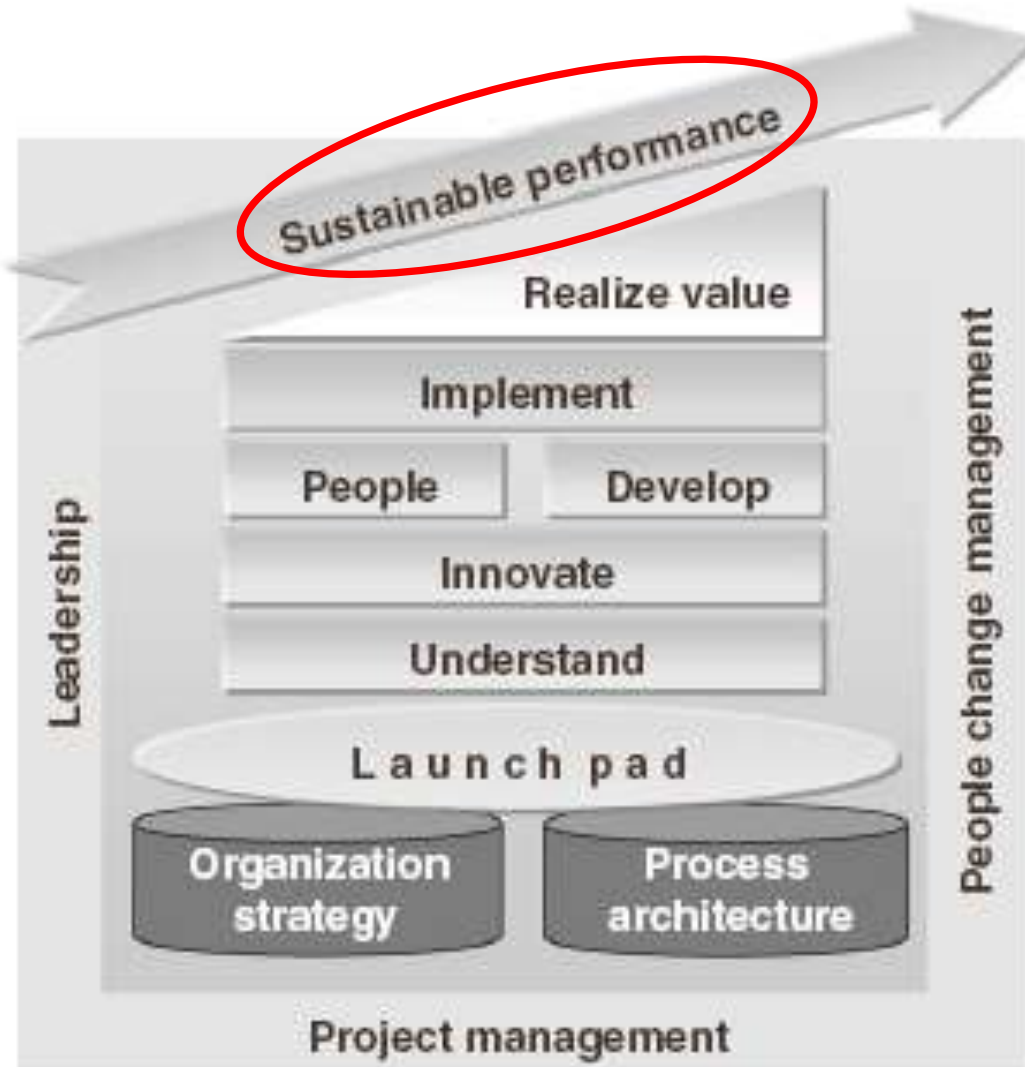 Sustainable performance
Realize value
Implement
People
Develop
Innovate
Understand
Launch pad
Organization
strategy
Process
architecture
Leadership
People change management
Project management